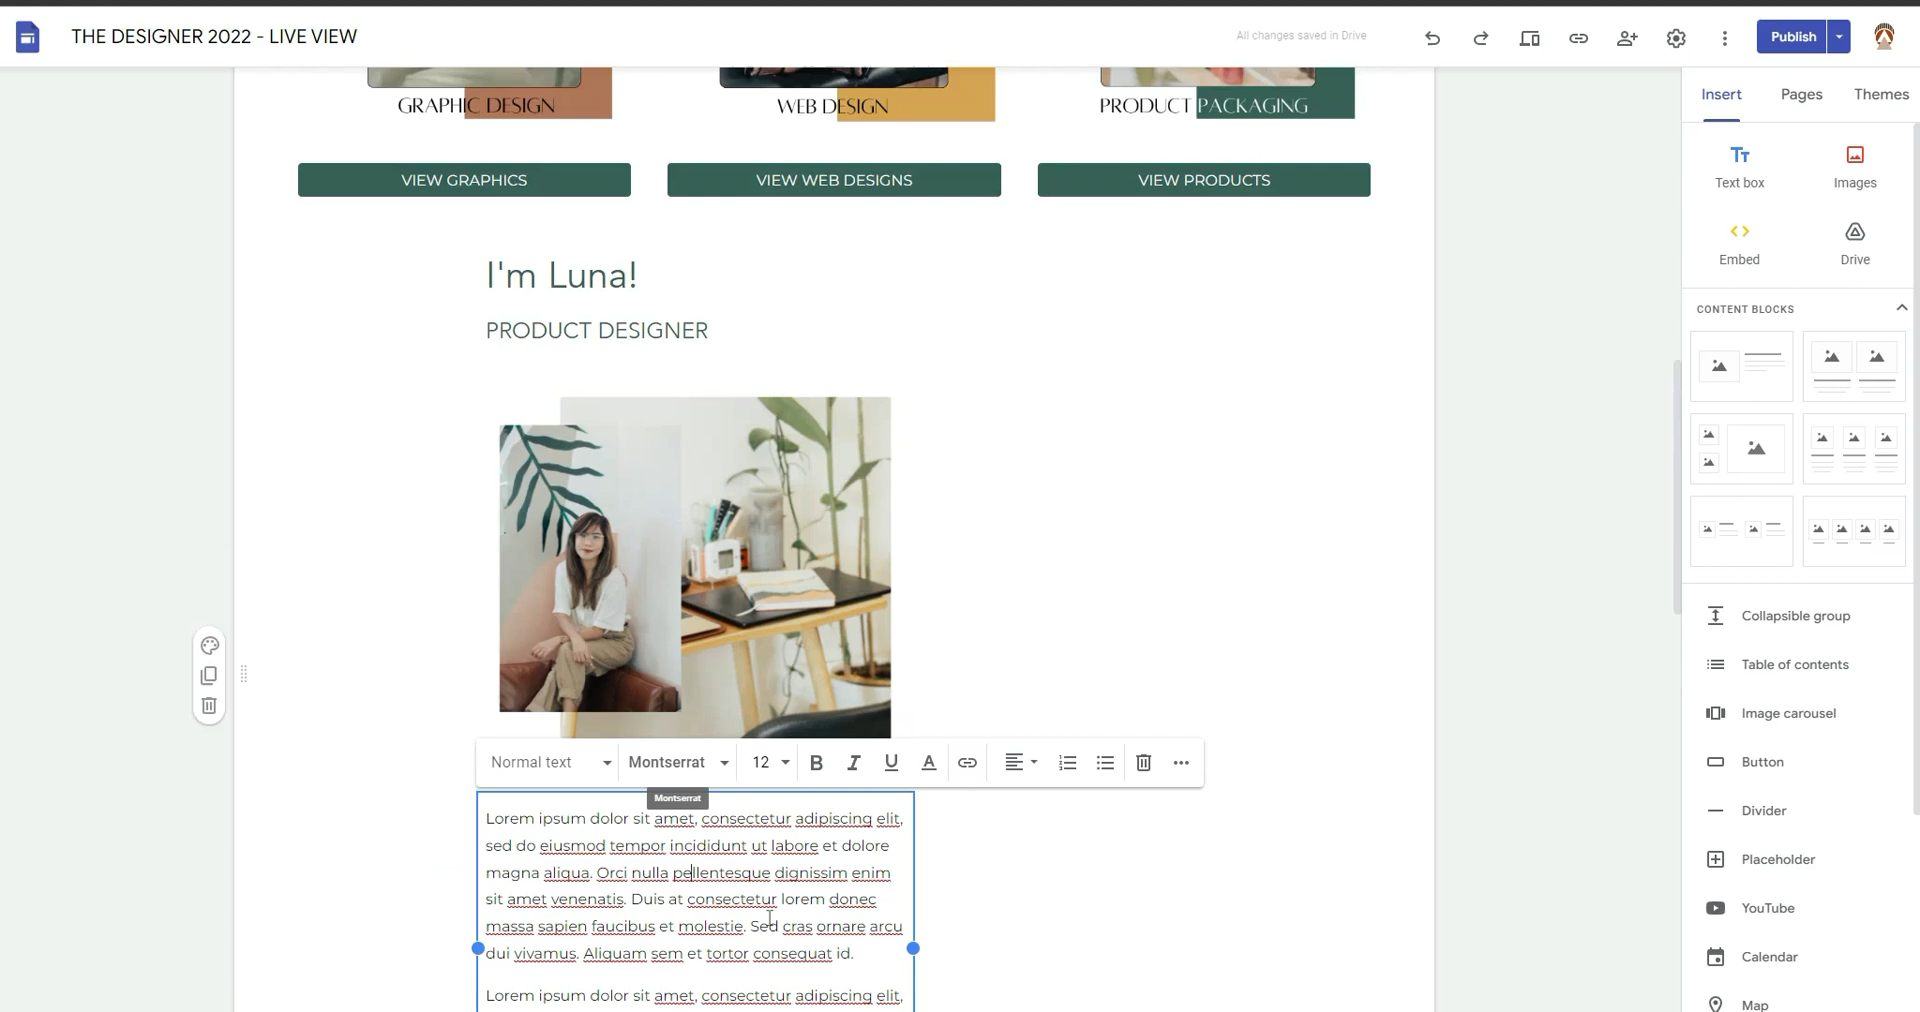 THE DESIGNER 2022 - LIVE VIEW
All changes saved in Drive
Publish
Insert
Pages
Themes
GRAPHIC DESIGN
WEB DESIGN
PRODUCT PACKAGING
VIEW GRAPHICS
VIEW WEB DESIGNS
VIEW PRODUCTS
I'm Luna!
PRODUCT DESIGNER
Normal text
Montserrat
12
B
I
U
A
Montserrat
Lorem ipsum dolor sit amet, consectetur adipiscing elit,
sed do eiusmod tempor incididunt ut labore et dolore
magna aliqua. Orci nulla pellentesque dignissim enim
sit amet venenatis. Duis at consectetur lorem donec
massa sapien faucibus et molestie. Sed cras ornare arcu
dui vivamus. Aliquam sem et tortor consequat id.
Lorem ipsum dolor sit amet, consectetur adipiscing elit,
Tт
Text box
Images
Embed
Drive
CONTENT BLOCKS
Collapsible group
Table of contents
Image carousel
Button
Divider
Placeholder
YouTube
Calendar
Map